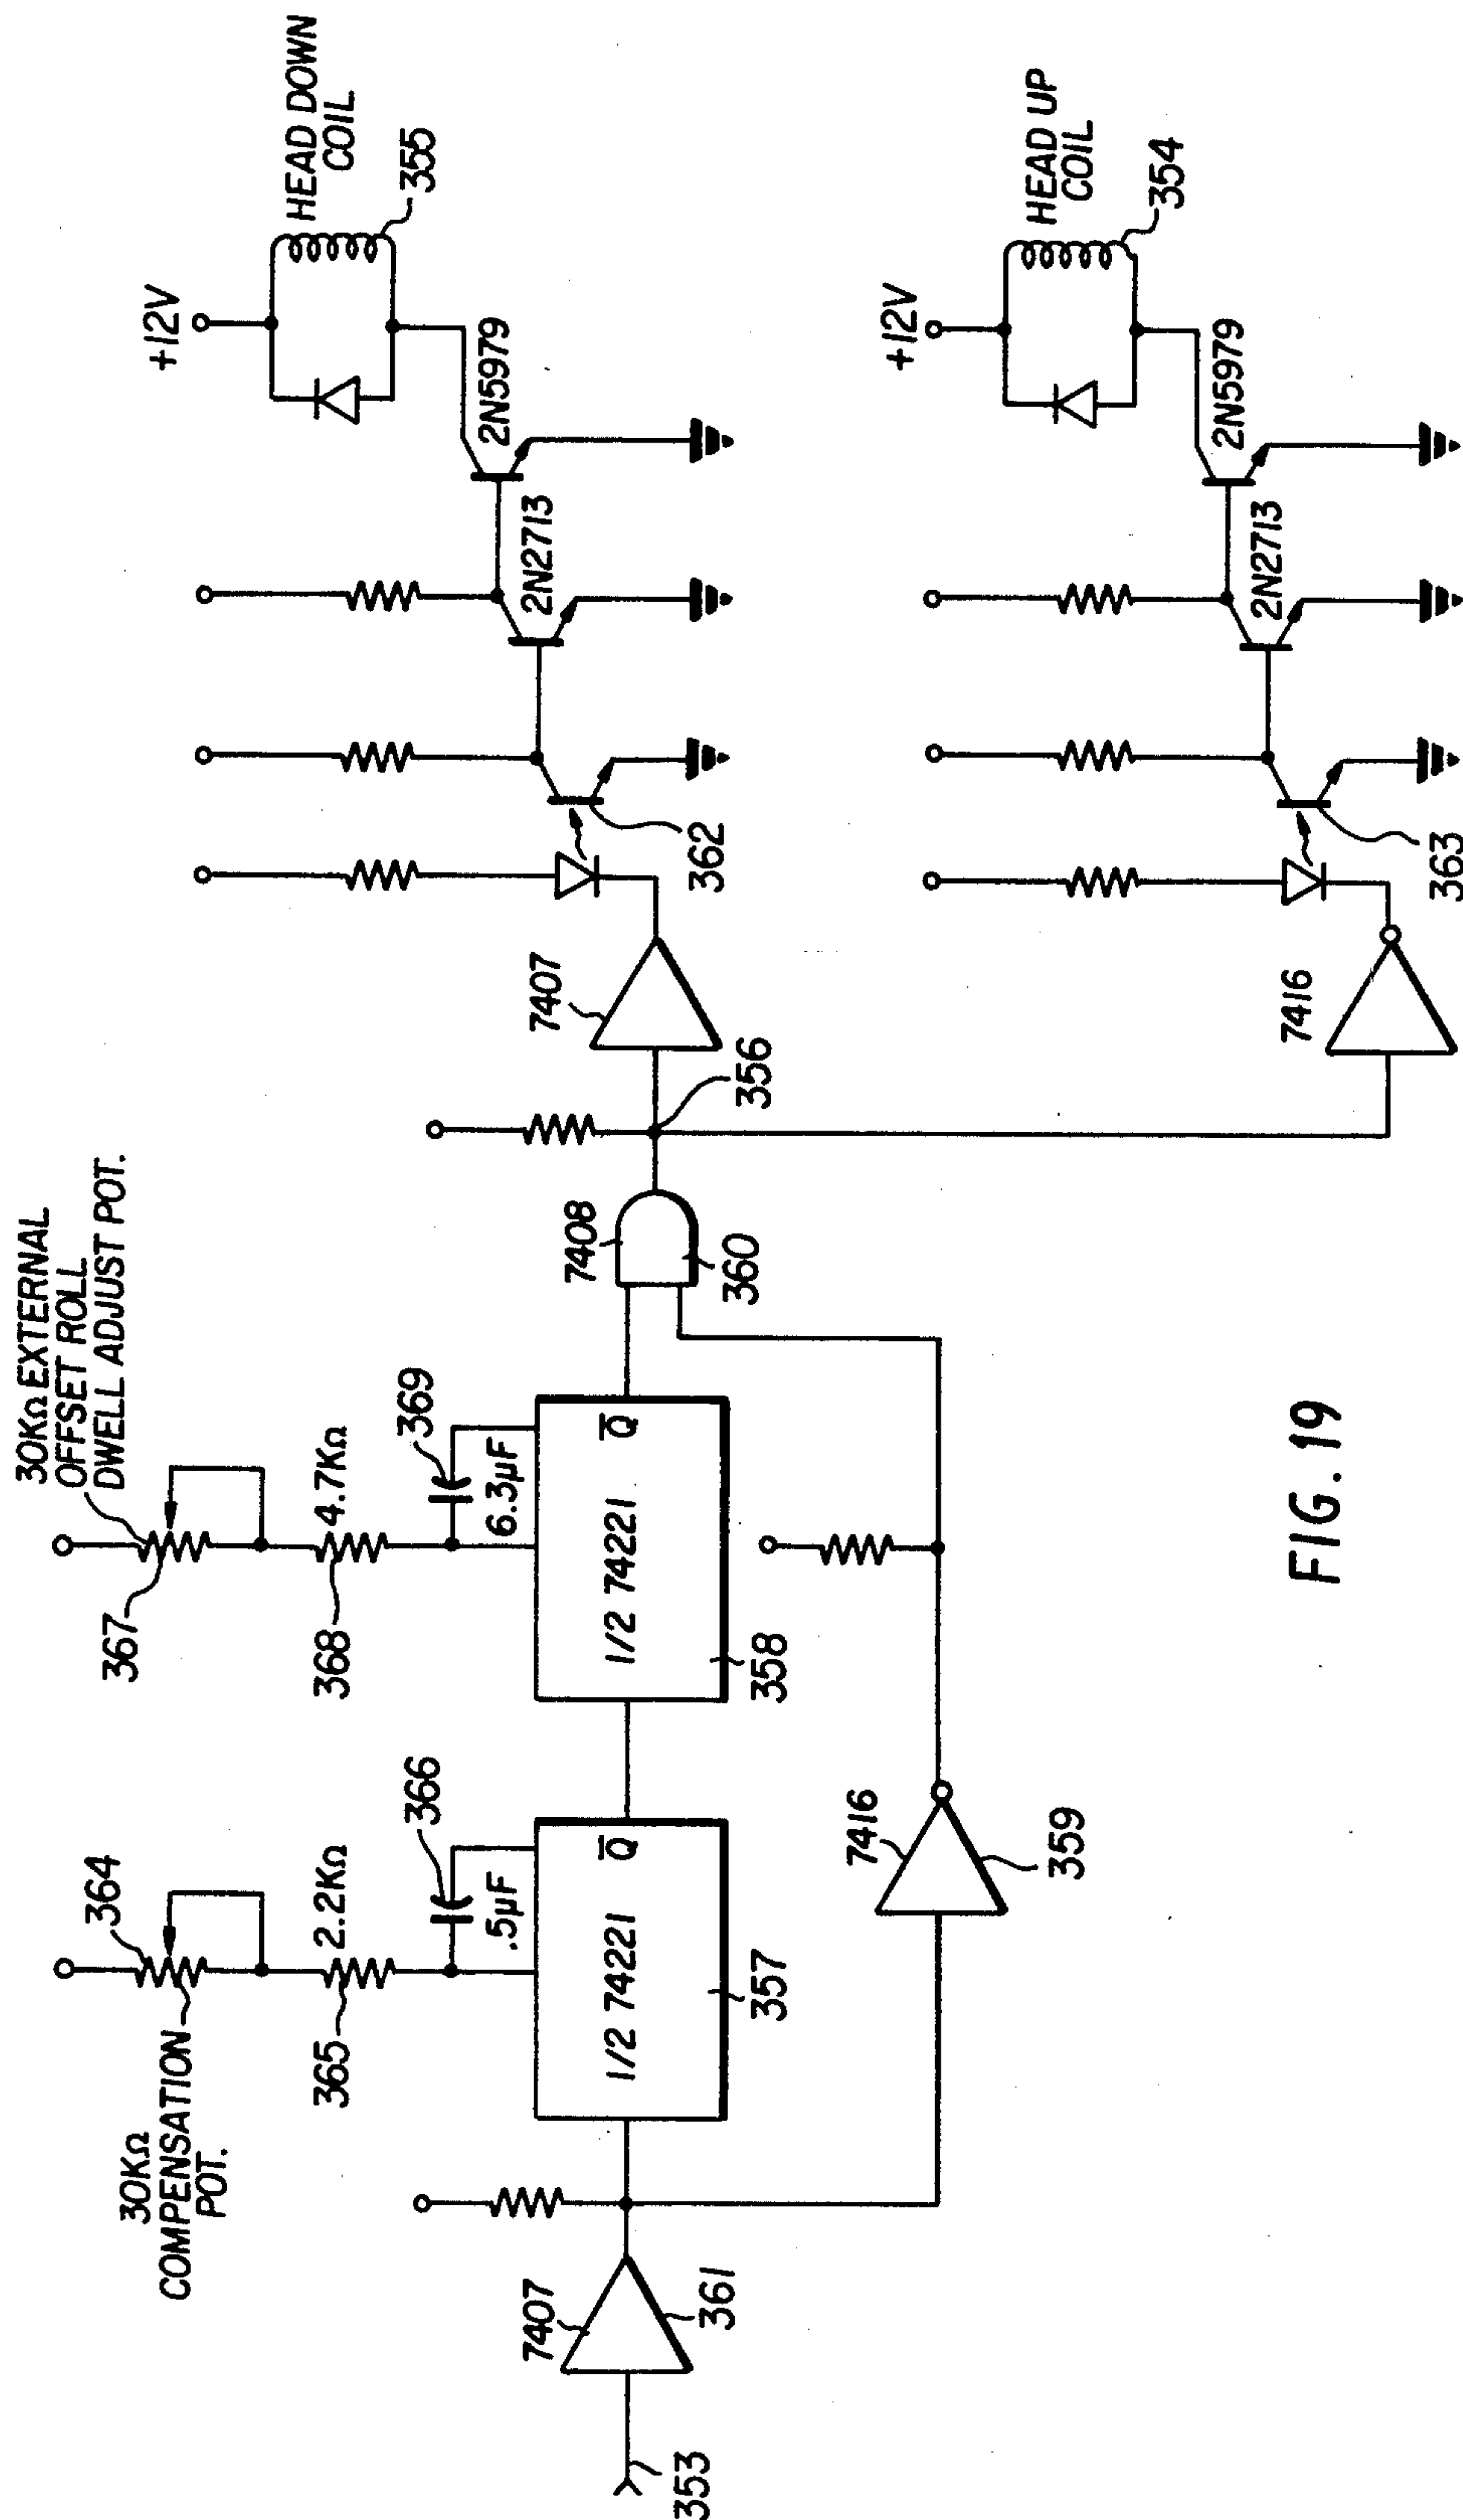 30KΩ
COMPENSATION
POT.
364
2.2KΩ
365
366
.5μF
30KΩ EXTERNAL
OFFSET ROLL
DWELL ADJUST POT.
367
4.7KΩ
368
369
6.3μF
353
7407
361
1/2 74221
Q̅
357
1/2 74221
Q̅
358
7416
359
7408
360
356
7407
362
2N2713
2N5979
+12V
HEAD DOWN
COIL
355
7416
363
2N2713
2N5979
+12V
HEAD UP
COIL
354
FIG. 19